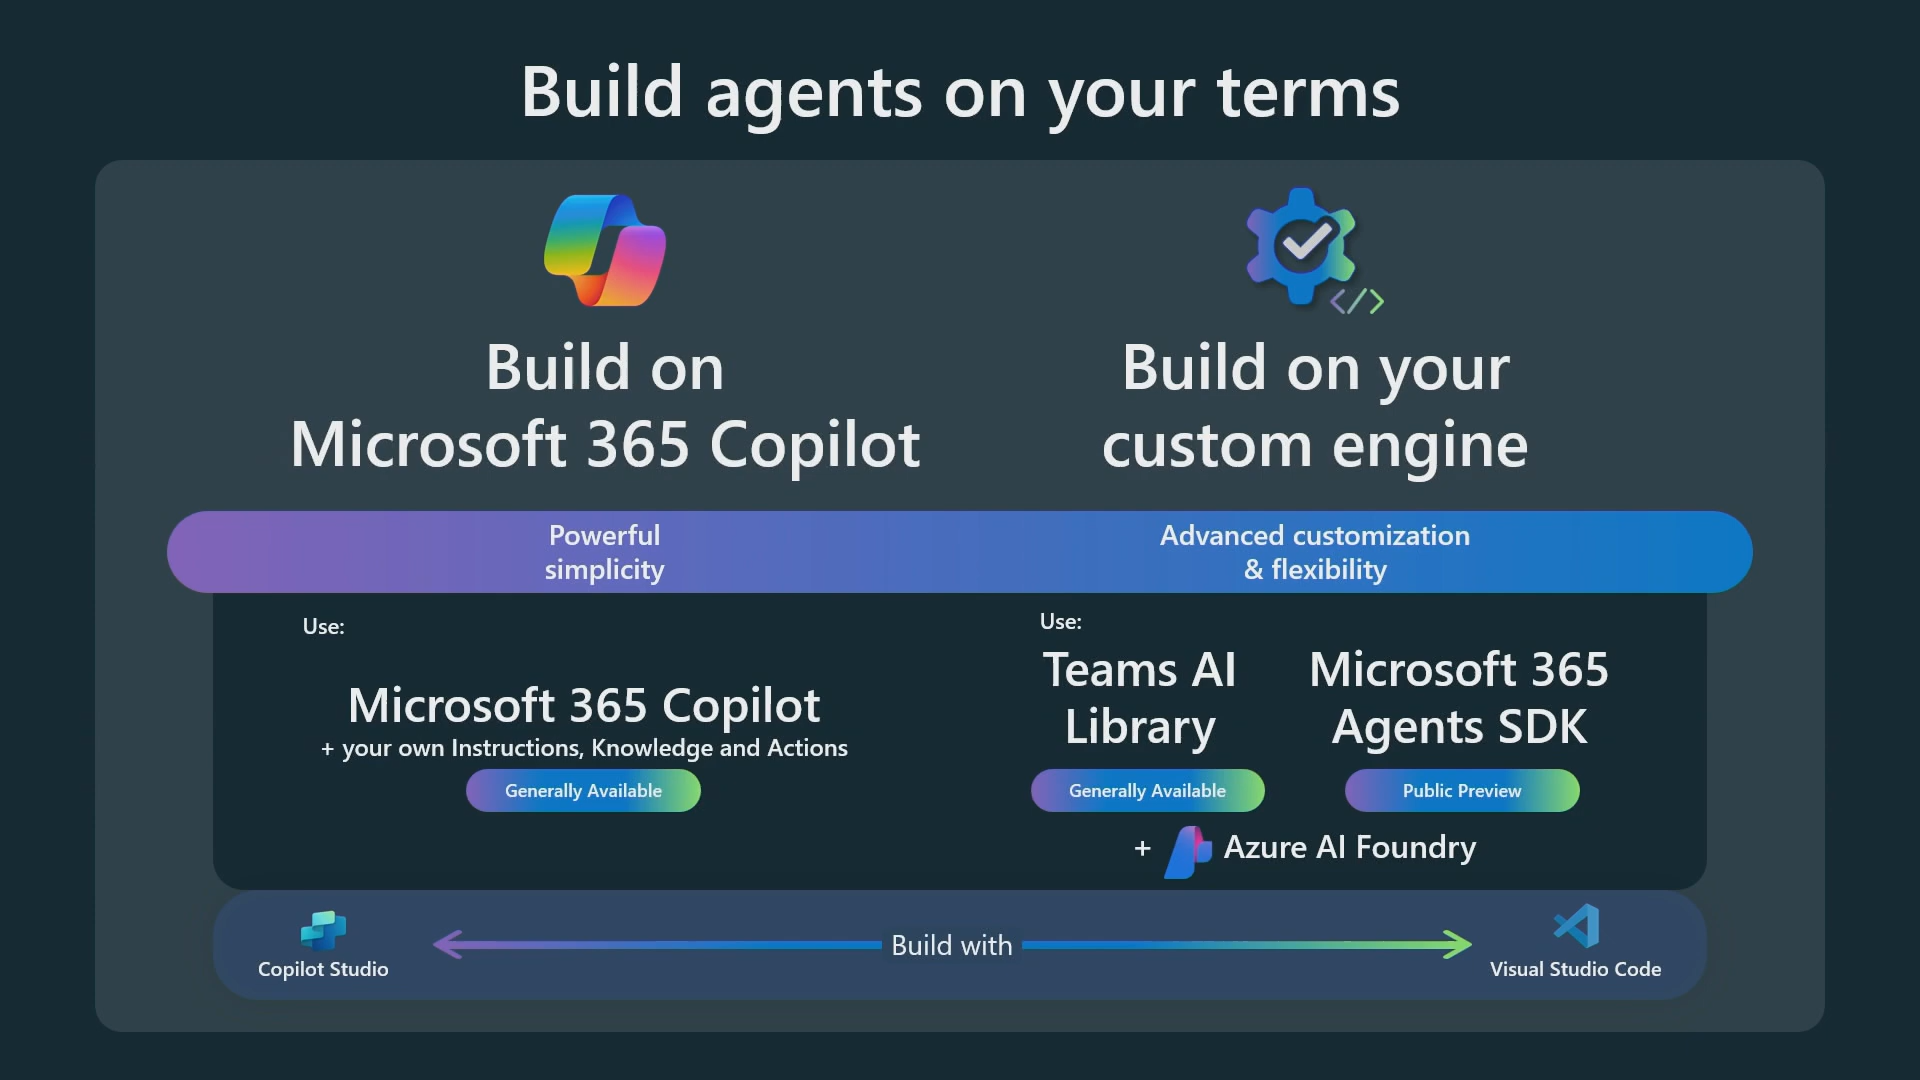 Build agents on your terms
Build on
Microsoft 365 Copilot
Build on your
custom engine
Powerful
simplicity
Advanced customization
& flexibility
Use:
Microsoft 365 Copilot
+ your own Instructions, Knowledge and Actions
Generally Available
Use:
Teams AI
Library
Generally Available
Microsoft 365
Agents SDK
Public Preview
+ Azure AI Foundry
Copilot Studio
Build with
Visual Studio Code